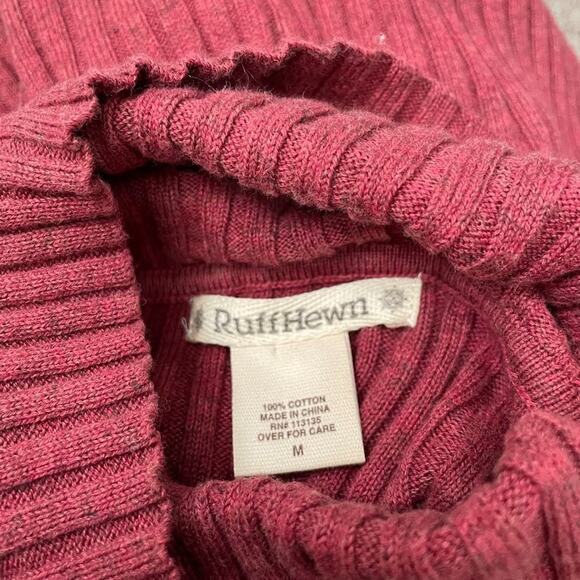 RuffHewn
100% COTTON
MADE IN CHINA
RN# 113135
OVER FOR CARE
M